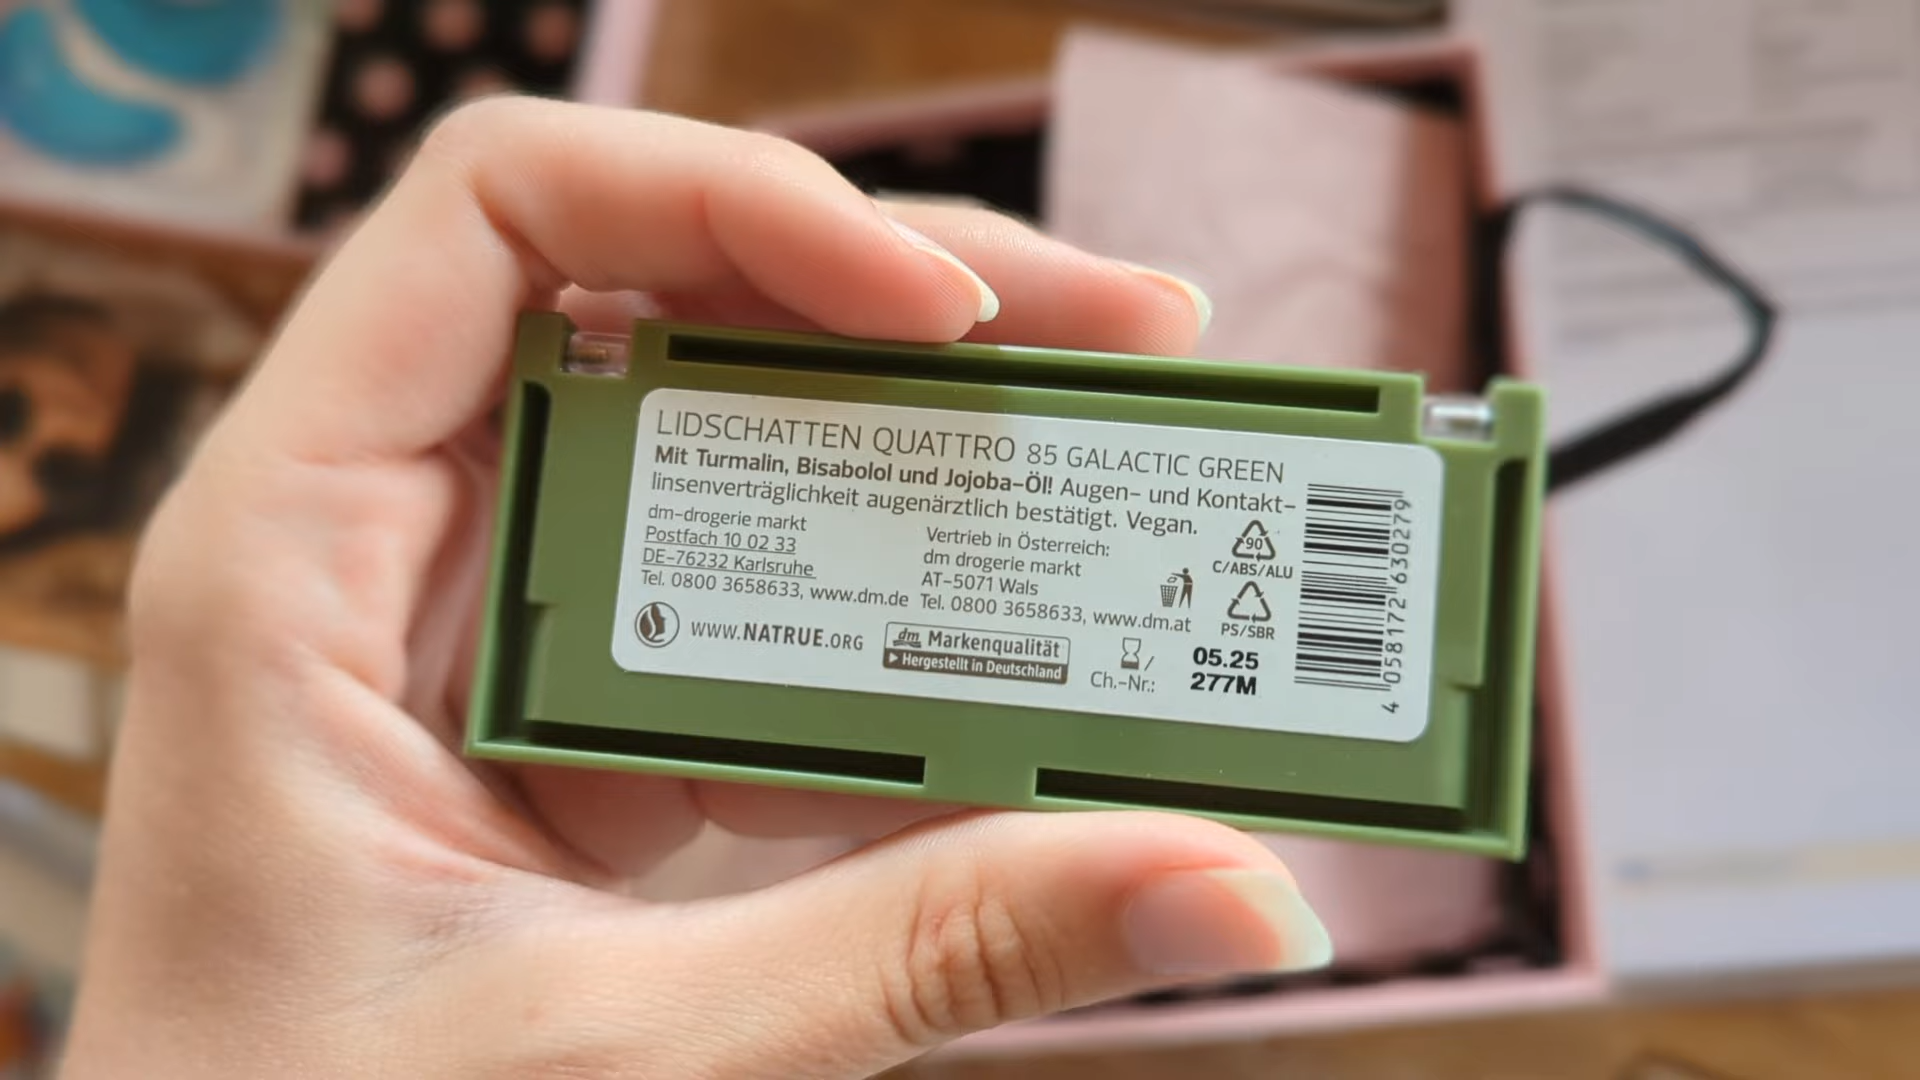 LIDSCHATTEN QUATTRO 85 GALACTIC GREEN
Mit Turmalin, Bisabolol und Jojoba-Öl! Augen- und Kontakt-
linsenverträglichkeit augenärztlich bestätigt. Vegan.
dm-drogerie markt
Postfach 10 02 33
DE-76232 Karlsruhe
Tel. 0800 3658633, www.dm.de
Vertrieb in Österreich:
dm drogerie markt
AT-5071 Wals
Tel. 0800 3658633, www.dm.at
90
C/ABS/ALU
PS/SBR
WWW.NATRUE.ORG
dm Markenqualität
Hergestellt in Deutschland
/ 05.25
Ch.-Nr.: 277M
4 058172 630279